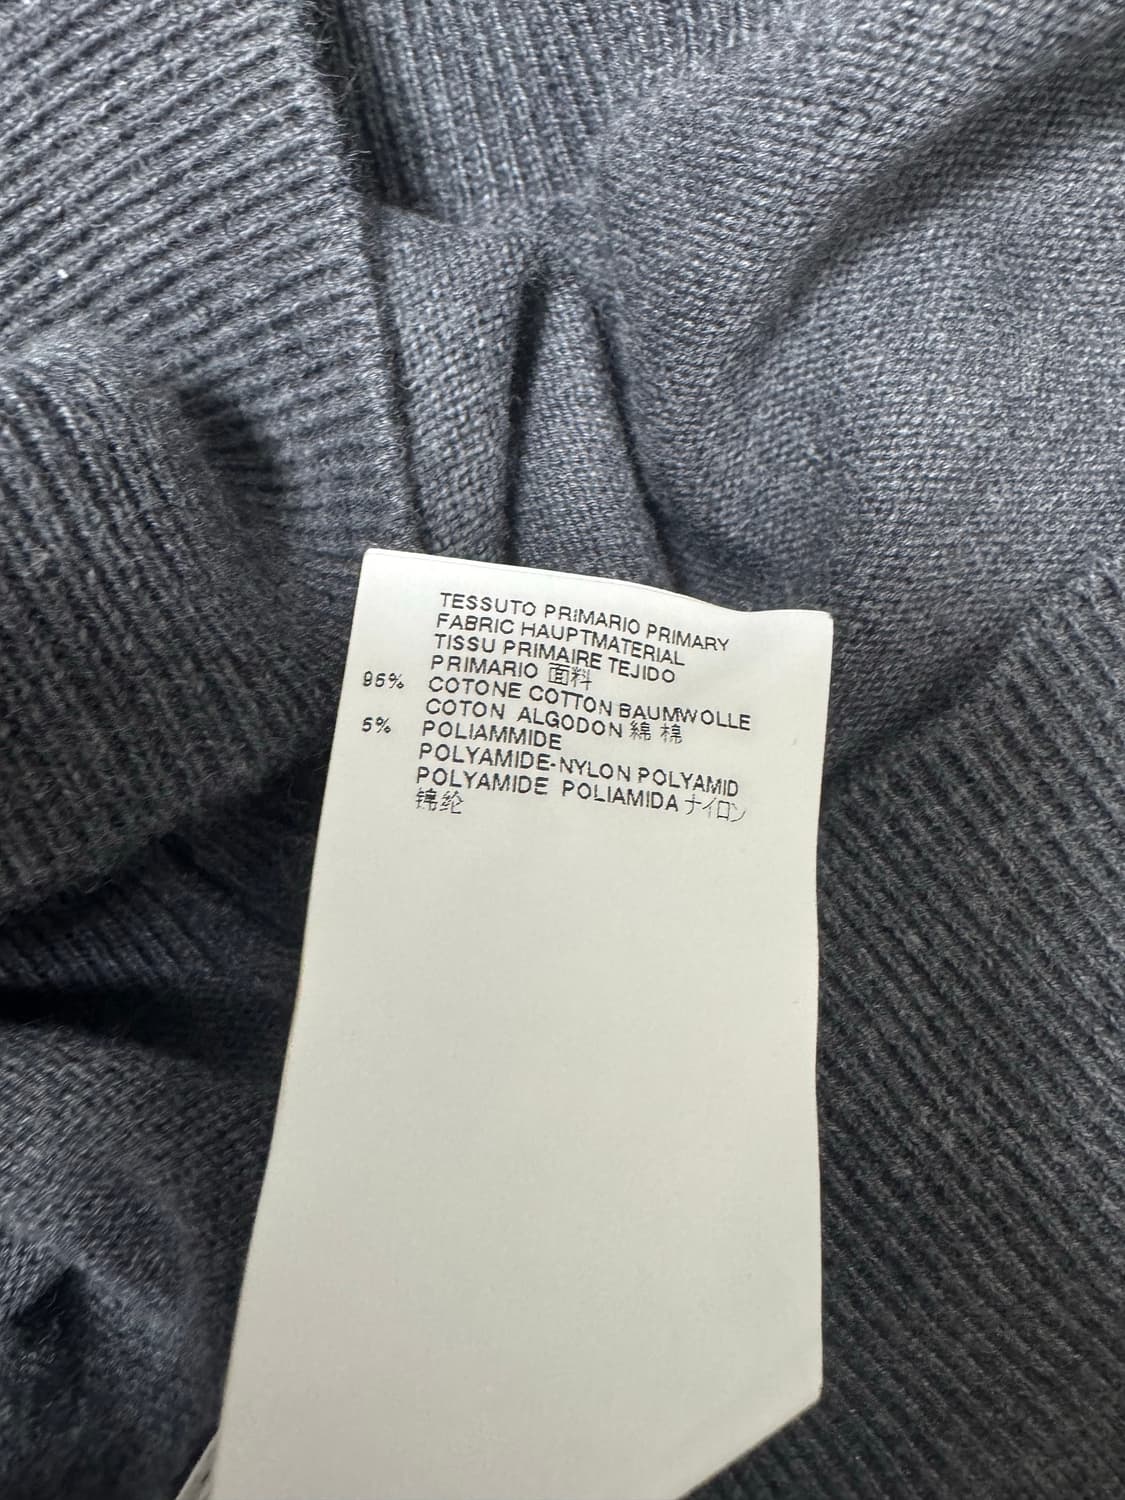 TESSUTO PRIMARIO PRIMARY
FABRIC HAUPTMATERIAL
TISSU PRIMAIRE TEJIDO
PRIMARIO 面料
95% COTONE COTTON BAUMWOLLE
COTON ALGODON 綿 棉
5% POLIAMMIDE
POLYAMIDE-NYLON POLYAMID
POLYAMIDE POLIAMIDA ナイロン
锦纶